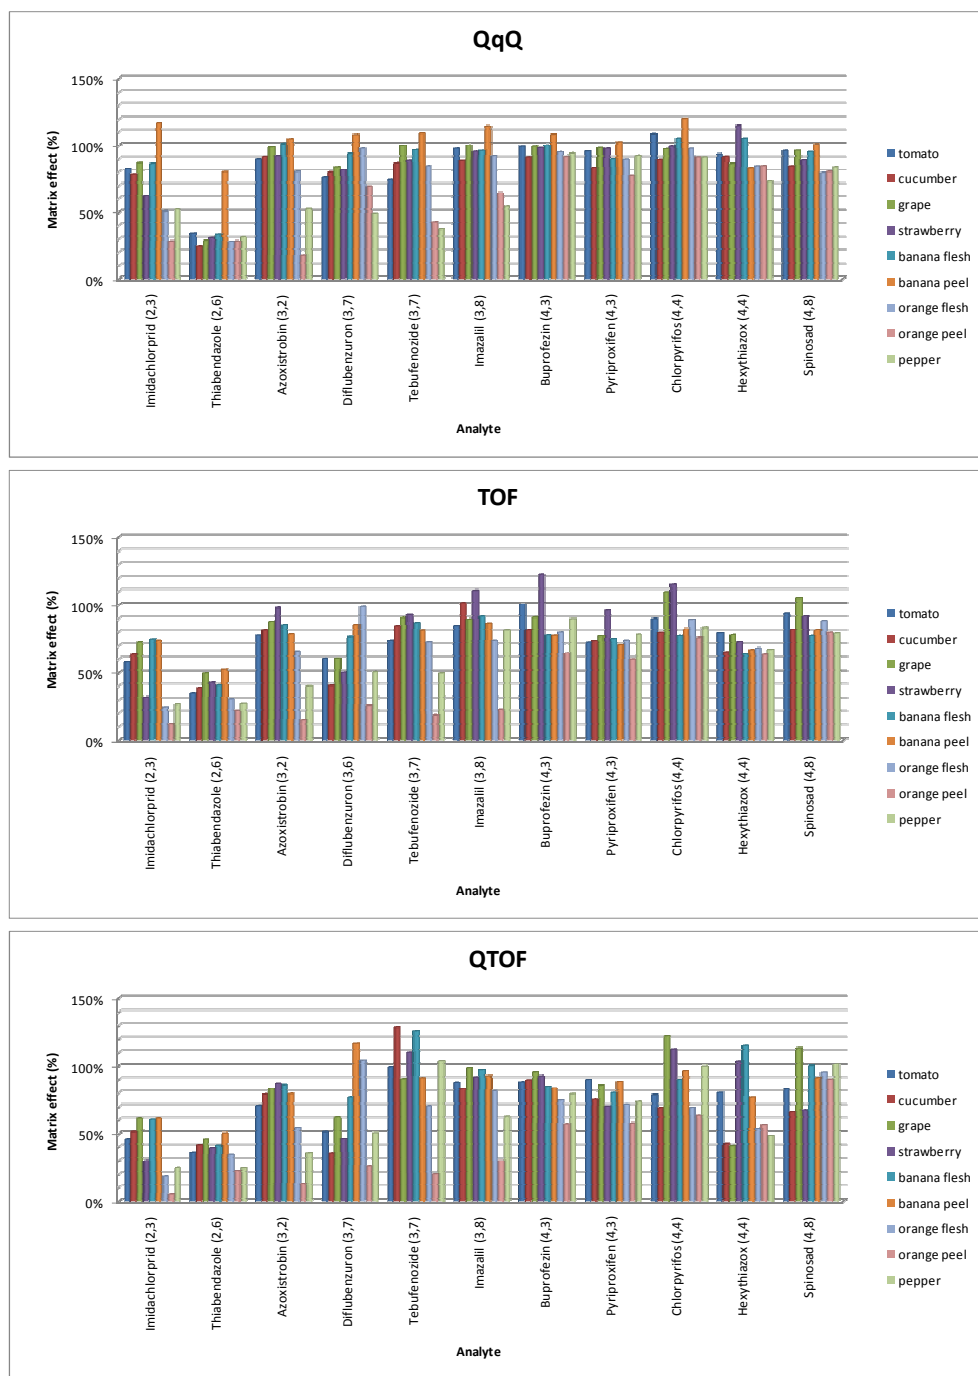 QqQ
150%
100%
50%
0%
Matrix effect (%)
Imidachlorprid (2,3)
Thiabendazole (2,6)
Azoxistrobin (3,2)
Diflubenzuron (3,7)
Tebufenozide (3,7)
Imazalil (3,8)
Buprofezin (4,3)
Pyriproxifen (4,3)
Chlorpyrifos (4,4)
Hexythiazox (4,4)
Spinosad (4,8)
Analyte
tomato
cucumber
grape
strawberry
banana flesh
banana peel
orange flesh
orange peel
pepper
TOF
150%
100%
50%
0%
Matrix effect (%)
Imidachlorprid (2,3)
Thiabendazole (2,6)
Azoxistrobin (3,2)
Diflubenzuron (3,6)
Tebufenozide (3,7)
Imazalil (3,8)
Buprofezin (4,3)
Pyriproxifen (4,3)
Chlorpyrifos (4,4)
Hexythiazox (4,4)
Spinosad (4,8)
Analyte
tomato
cucumber
grape
strawberry
banana flesh
banana peel
orange flesh
orange peel
pepper
QTOF
150%
100%
50%
0%
Matrix effect (%)
Imidachlorprid (2,3)
Thiabendazole (2,6)
Azoxistrobin (3,2)
Diflubenzuron (3,7)
Tebufenozide (3,7)
Imazalil (3,8)
Buprofezin (4,3)
Pyriproxifen (4,3)
Chlorpyrifos (4,4)
Hexythiazox (4,4)
Spinosad (4,8)
Analyte
tomato
cucumber
grape
strawberry
banana flesh
banana peel
orange flesh
orange peel
pepper